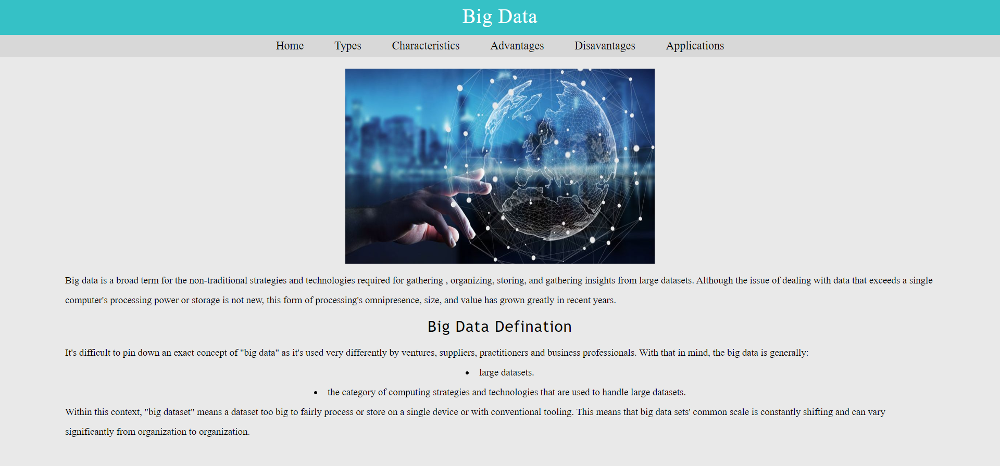 Big Data
Home Types Characteristics Advantages Disavantages Applications
Big data is a broad term for the non-traditional strategies and technologies required for gathering , organizing, storing, and gathering insights from large datasets. Although the issue of dealing with data that exceeds a single
computer's processing power or storage is not new, this form of processing's omnipresence, size, and value has grown greatly in recent years.
Big Data Defination
It's difficult to pin down an exact concept of "big data" as it's used very differently by ventures, suppliers, practitioners and business professionals. With that in mind, the big data is generally:
• large datasets.
• the category of computing strategies and technologies that are used to handle large datasets.
Within this context, "big dataset" means a dataset too big to fairly process or store on a single device or with conventional tooling. This means that big data sets' common scale is constantly shifting and can vary
significantly from organization to organization.